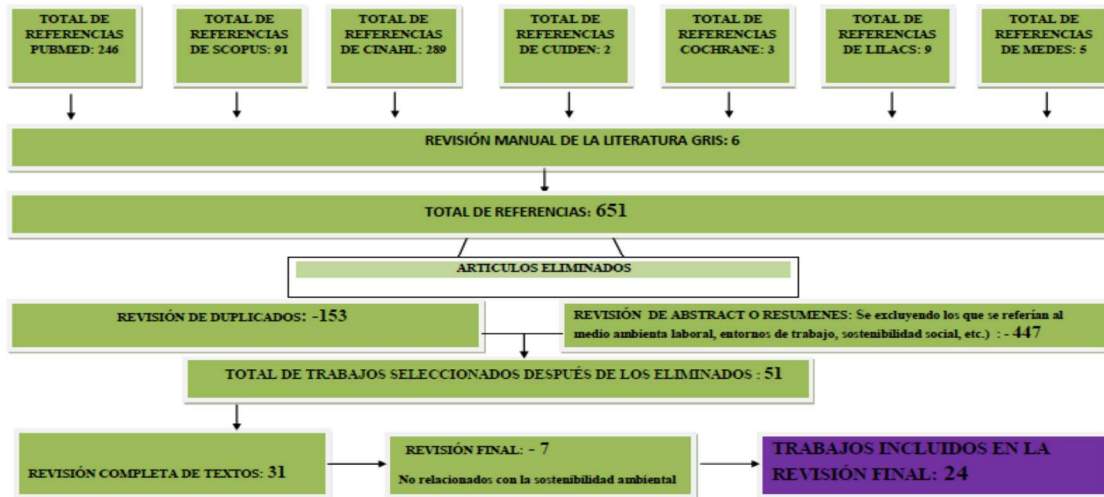 TOTAL DE
REFERENCIAS
PUBMED: 246
TOTAL DE
REFERENCIAS
DE SCOPUS: 91
TOTAL DE
REFERENCIAS
DE CINAHL: 289
TOTAL DE
REFERENCIAS
DE CUIDEN: 2
TOTAL DE
REFERENCIAS
COCHRANE: 3
TOTAL DE
REFERENCIAS
DE LILACS: 9
TOTAL DE
REFERENCIAS
DE MEDES: 5
REVISIÓN MANUAL DE LA LITERATURA GRIS: 6
TOTAL DE REFERENCIAS: 651
ARTICULOS ELIMINADOS
REVISIÓN DE DUPLICADOS: -153
REVISIÓN DE ABSTRACT O RESUMENES: Se excluyendo los que se referían al
medio ambienta laboral, entornos de trabajo, sostenibilidad social, etc.) : - 447
TOTAL DE TRABAJOS SELECCIONADOS DESPUÉS DE LOS ELIMINADOS : 51
REVISIÓN COMPLETA DE TEXTOS: 31
REVISIÓN FINAL: - 7
No relacionados con la sostenibilidad ambiental
TRABAJOS INCLUIDOS EN LA
REVISIÓN FINAL: 24